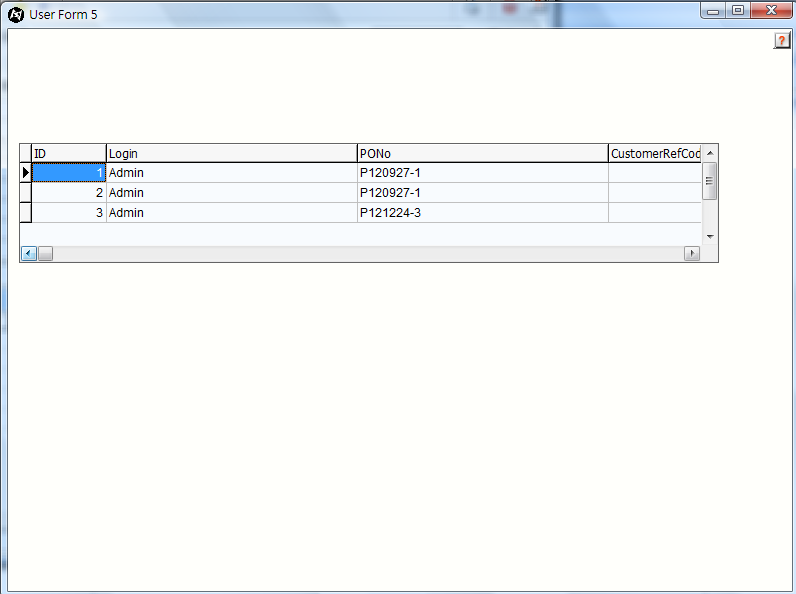 User Form 5
?
ID Login PONo CustomerRefCod
1 Admin P120927-1
2 Admin P120927-1
3 Admin P121224-3